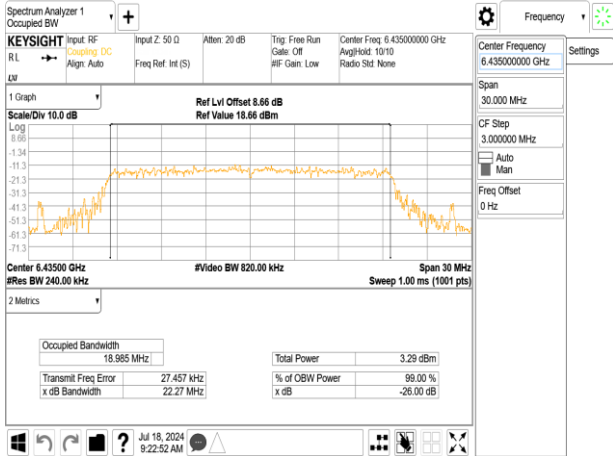 Spectrum Analyzer 1
Occupied BW
Frequency
KEYSIGHT
Input: RF
Coupling: DC
Align: Auto
Input Z: 50 Ω
Freq Ref: Int (S)
Atten: 20 dB
Trig: Free Run
Gate: Off
#IF Gain: Low
Center Freq: 6.435000000 GHz
Avg|Hold: 10/10
Radio Std: None
RL
LXI
Center Frequency
6.435000000 GHz
Settings
Span
30.000 MHz
CF Step
3.000000 MHz
Auto
Man
Freq Offset
0 Hz
1 Graph
Scale/Div 10.0 dB
Ref Lvl Offset 8.66 dB
Ref Value 18.66 dBm
Log
8.66
-1.34
-11.3
-21.3
-31.3
-41.3
-51.3
-61.3
-71.3
Center 6.43500 GHz
#Video BW 820.00 kHz
Span 30 MHz
#Res BW 240.00 kHz
Sweep 1.00 ms (1001 pts)
2 Metrics
Occupied Bandwidth
18.985 MHz
Total Power 3.29 dBm
Transmit Freq Error 27.457 kHz
% of OBW Power 99.00 %
x dB Bandwidth 22.27 MHz
x dB -26.00 dB
Jul 18, 2024
9:22:52 AM